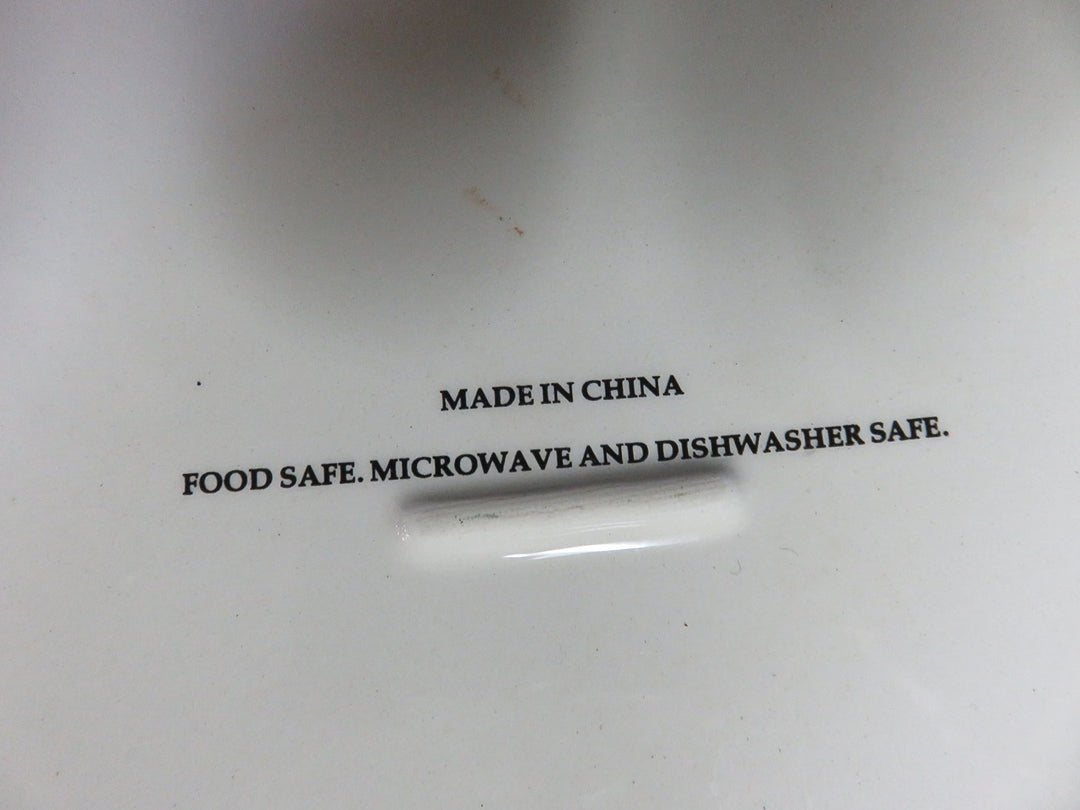 MADE IN CHINA
FOOD SAFE. MICROWAVE AND DISHWASHER SAFE.